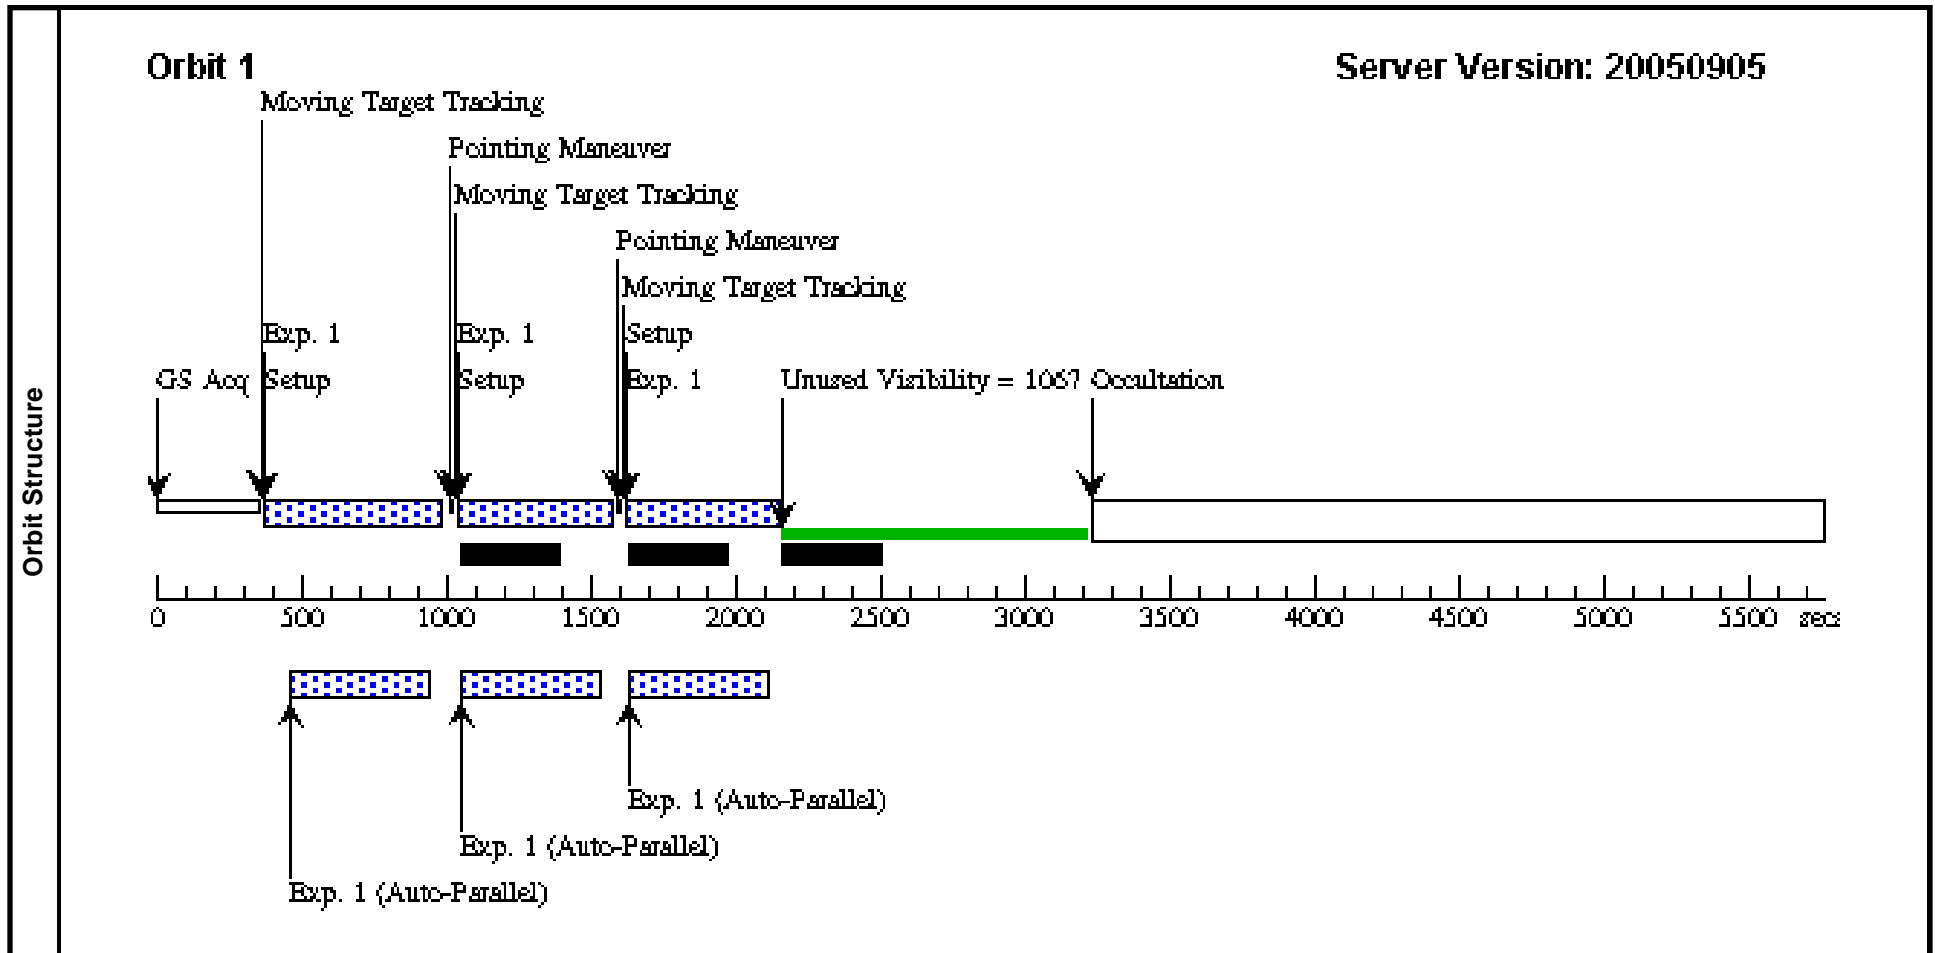 Orbit 1
Server Version: 20050905
Moving Target Tracking
Pointing Maneuver
Moving Target Tracking
Pointing Maneuver
Moving Target Tracking
Exp. 1
Exp. 1
Setup
GS Acq
Setup
Setup
Exp. 1
Unused Visibility = 1067
Occultation
Orbit Structure
0 500 1000 1500 2000 2500 3000 3500 4000 4500 5000 5500 secs
Exp. 1 (Auto-Parallel)
Exp. 1 (Auto-Parallel)
Exp. 1 (Auto-Parallel)